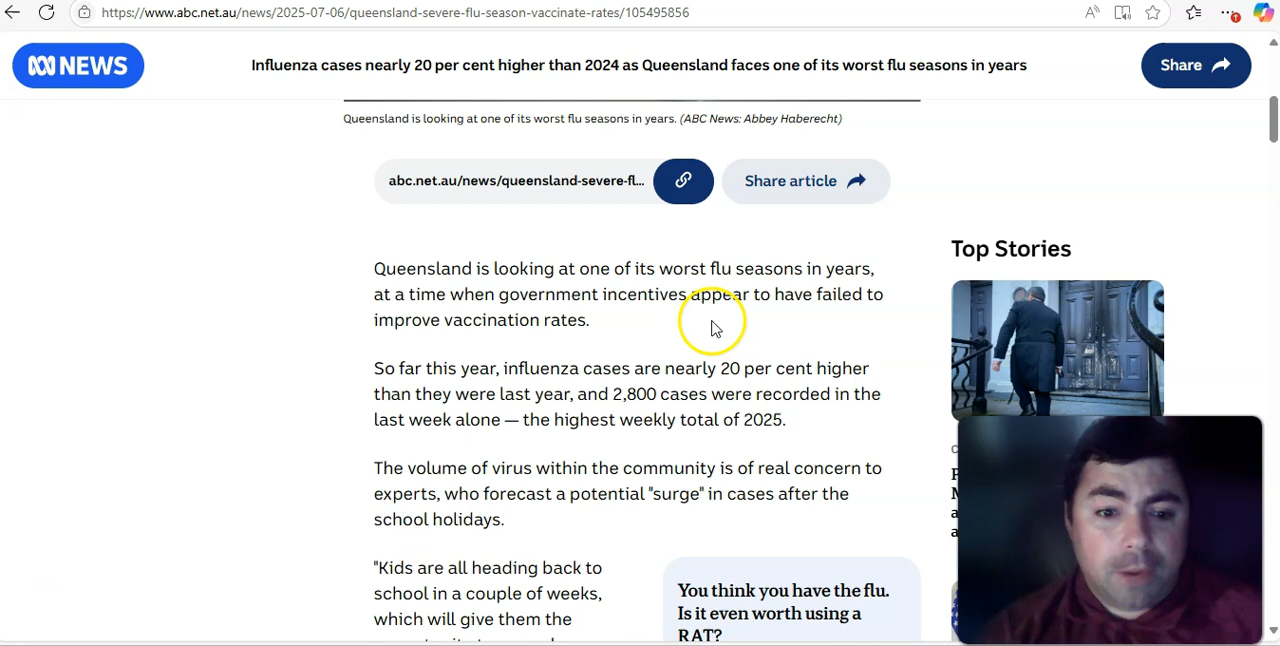 https://www.abc.net.au/news/2025-07-06/queensland-severe-flu-season-vaccinate-rates/105495856
NEWS
Influenza cases nearly 20 per cent higher than 2024 as Queensland faces one of its worst flu seasons in years
Share
Queensland is looking at one of its worst flu seasons in years. (ABC News: Abbey Haberecht)
abc.net.au/news/queensland-severe-fl...
Share article
Queensland is looking at one of its worst flu seasons in years,
at a time when government incentives appear to have failed to
improve vaccination rates.
So far this year, influenza cases are nearly 20 per cent higher
than they were last year, and 2,800 cases were recorded in the
last week alone — the highest weekly total of 2025.
The volume of virus within the community is of real concern to
experts, who forecast a potential "surge" in cases after the
school holidays.
"Kids are all heading back to
school in a couple of weeks,
which will give them the
You think you have the flu.
Is it even worth using a
RAT?
Top Stories